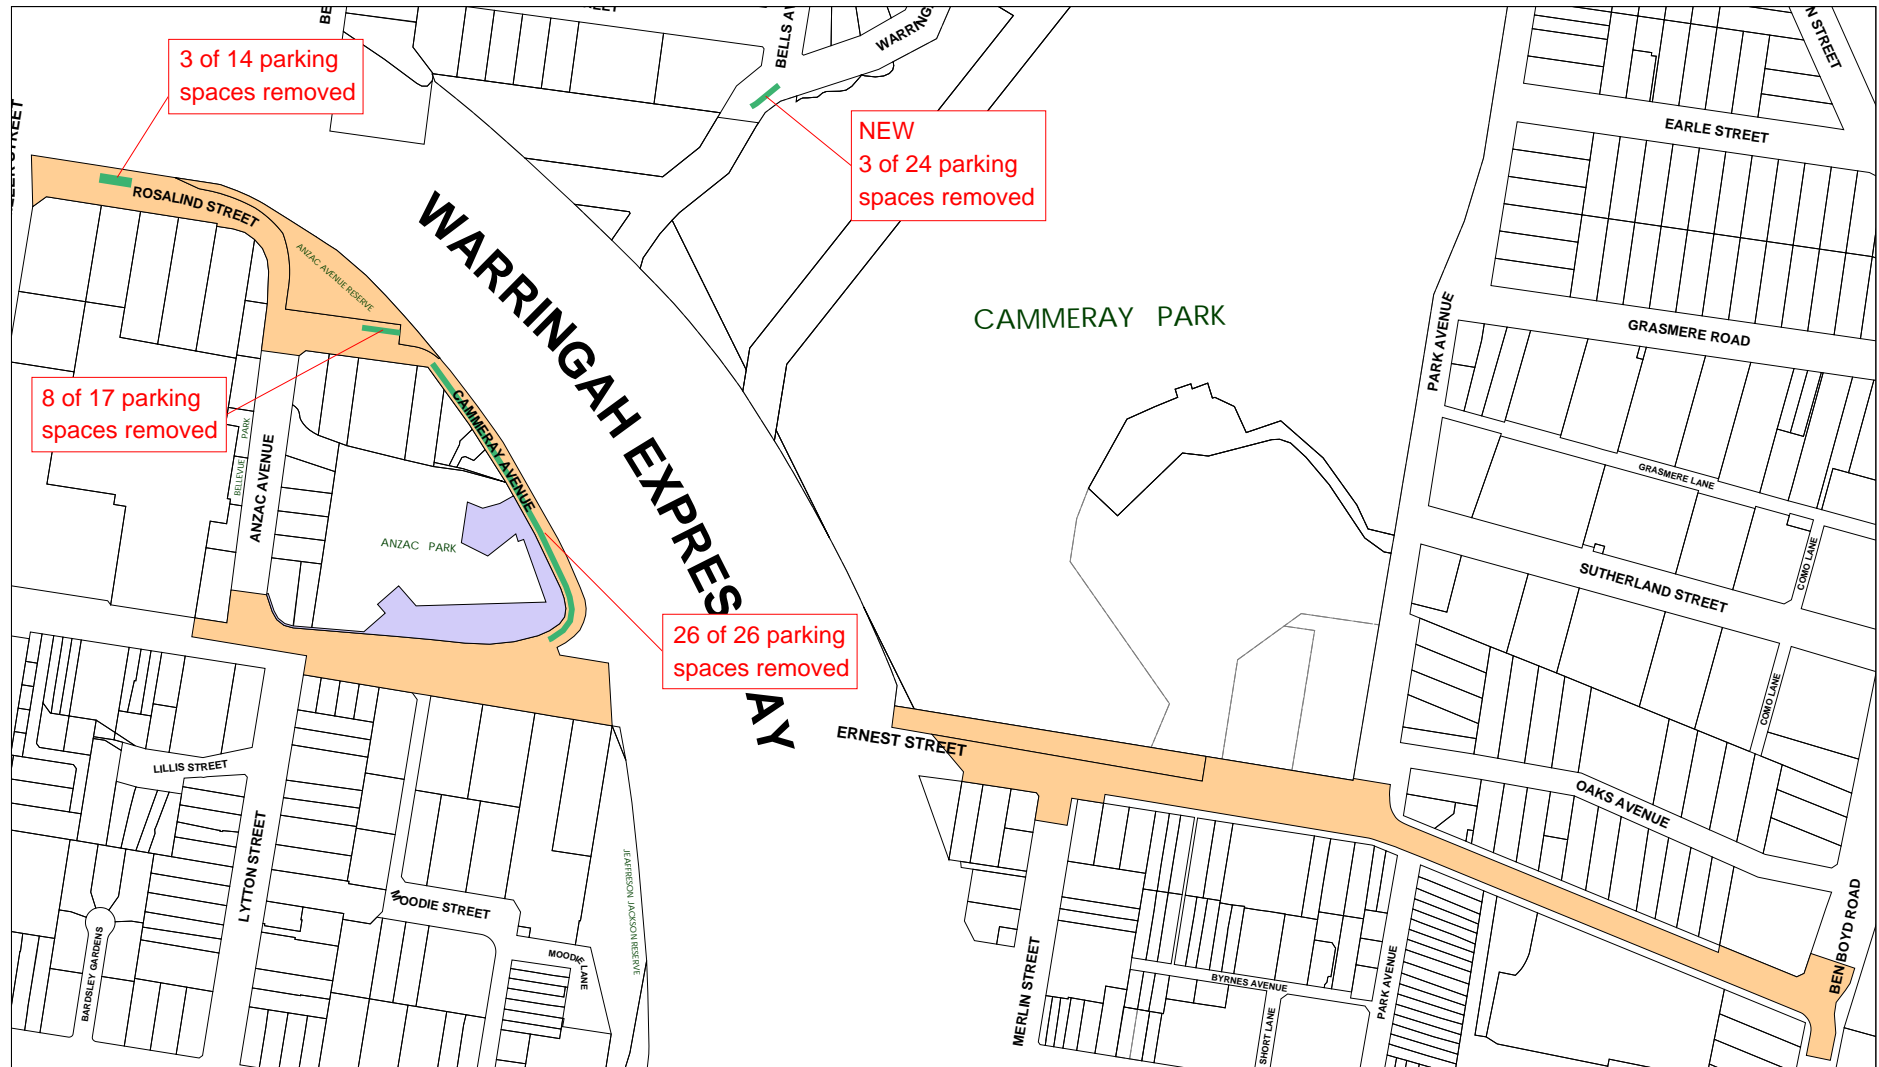 3 of 14 parking
spaces removed
BELLS AV
WARRING
N STREET
NEW
3 of 24 parking
spaces removed
EARLE STREET
ROSALIND STREET
ANZAC AVENUE RESERVE
WARRINGAH EXPRES
AY
CAMMERAY PARK
PARK AVENUE
GRASMERE ROAD
8 of 17 parking
spaces removed
CAMMERAY AVENUE
BELLEVUE PARK
ANZAC AVENUE
ANZAC PARK
GRASMERE LANE
COMO LANE
SUTHERLAND STREET
26 of 26 parking
spaces removed
COMO LANE
ERNEST STREET
LILLIS STREET
OAKS AVENUE
LYTTON STREET
JEAFFRESON JACKSON RESERVE
MOODIE STREET
BEN BOYD ROAD
BARDSLEY GARDENS
MOODIE LANE
MERLIN STREET
BYRNES AVENUE
PARK AVENUE
SHORT LANE